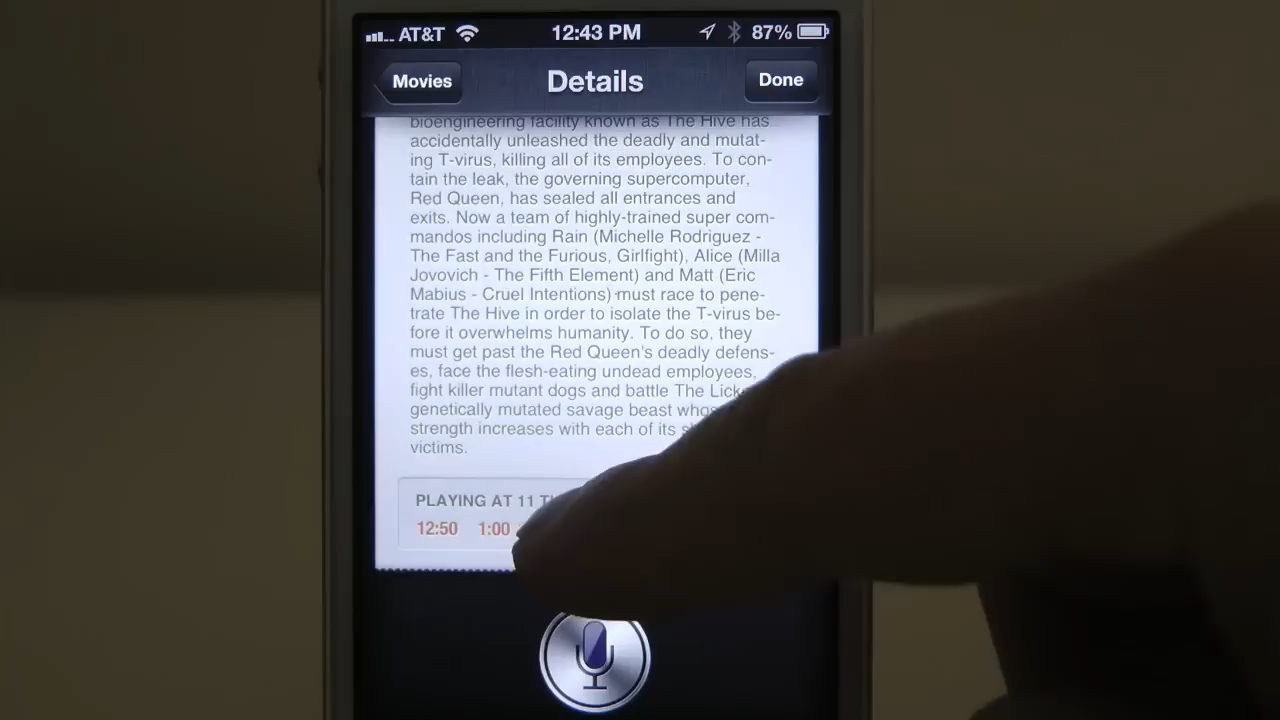 AT&T 12:43 PM 87%
Movies Details Done
bioengineering facility known as The Hive has
accidentally unleashed the deadly and mutat-
ing T-virus, killing all of its employees. To con-
tain the leak, the governing supercomputer,
Red Queen, has sealed all entrances and
exits. Now a team of highly-trained super com-
mandos including Rain (Michelle Rodriguez -
The Fast and the Furious, Girlfight), Alice (Milla
Jovovich - The Fifth Element) and Matt (Eric
Mabius - Cruel Intentions) must race to pene-
trate The Hive in order to isolate the T-virus be-
fore it overwhelms humanity. To do so, they
must get past the Red Queen's deadly defens-
es, face the flesh-eating undead employees,
fight killer mutant dogs and battle The
genetically mutated savage beast
strength increases with each of its
victims.
PLAYING AT 11
12:50 1:00